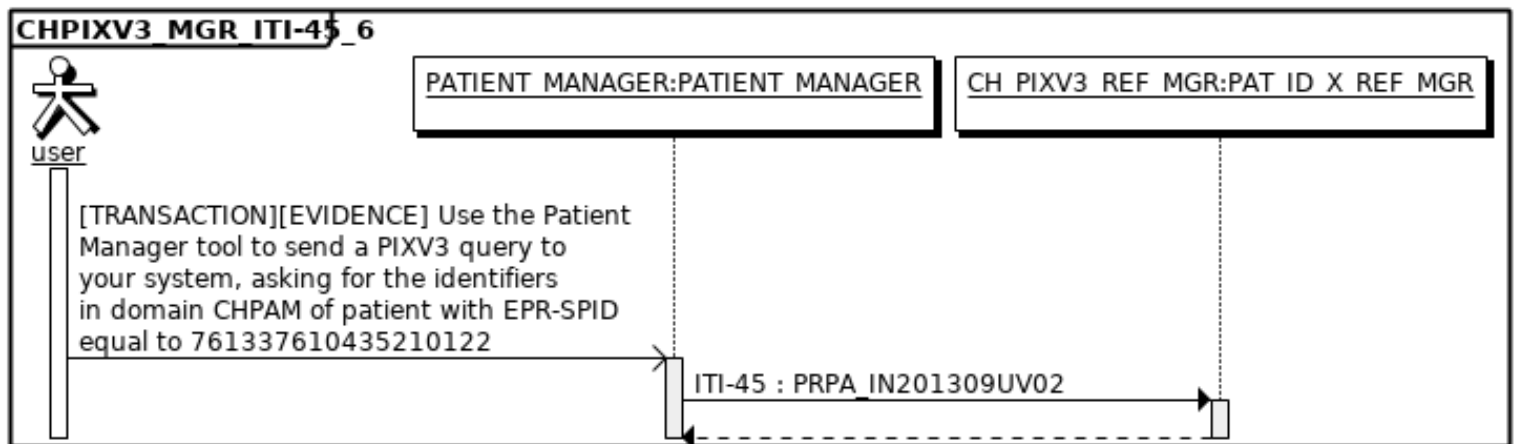 CHPIXV3_MGR_ITI-45_6
PATIENT_MANAGER:PATIENT_MANAGER
CH_PIXV3_REF_MGR:PAT_ID_X_REF_MGR
user
[TRANSACTION][EVIDENCE] Use the Patient
Manager tool to send a PIXV3 query to
your system, asking for the identifiers
in domain CHPAM of patient with EPR-SPID
equal to 761337610435210122
ITI-45 : PRPA_IN201309UV02